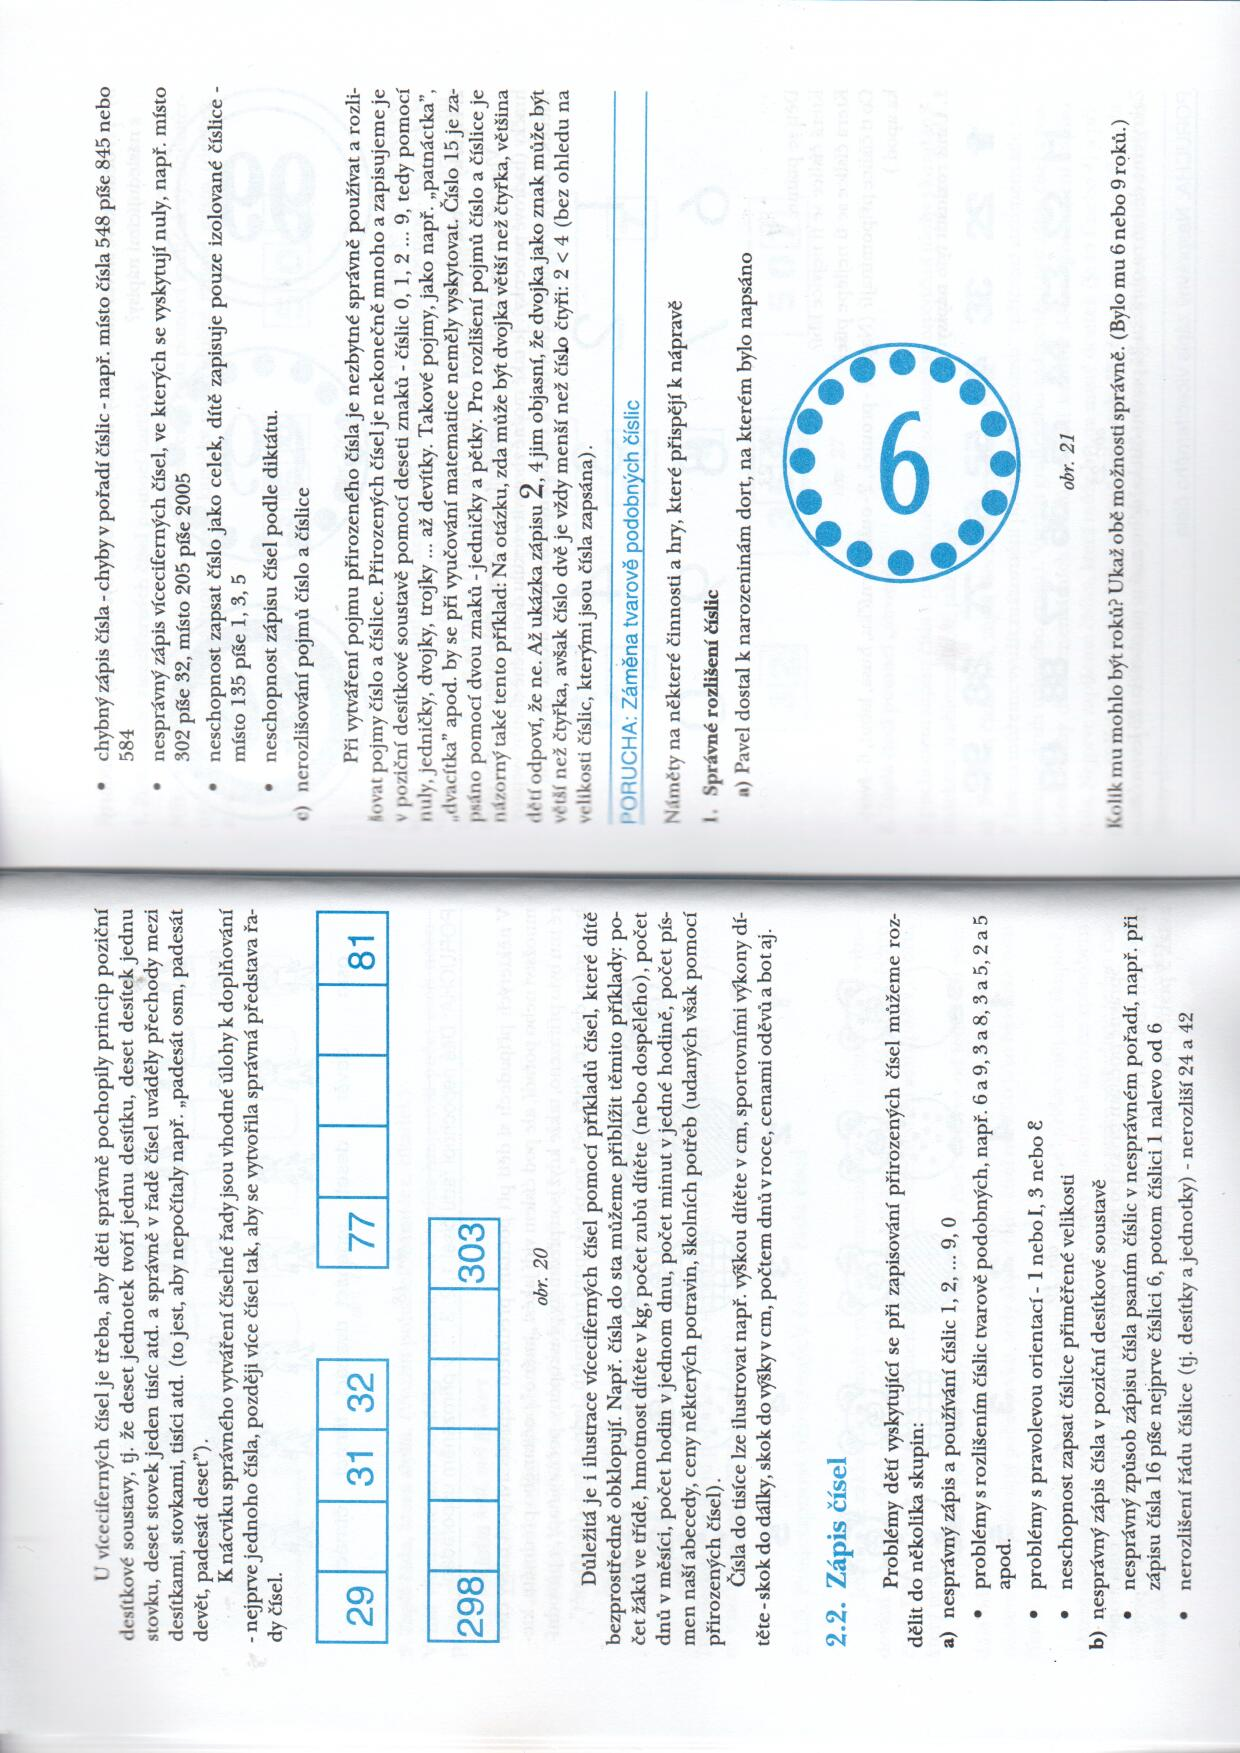 U víceciferných čísel je třeba, aby děti správně pochopily princip poziční
desítkové soustavy, tj. že deset jednotek tvoří jednu desítku, deset desítek jednu
stovku, deset stovek jeden tisíc atd. a správně v řadě čísel uváděly přechody mezi
desítkami, stovkami, tisíci atd. (to jest, aby nepočítaly např. „padesát osm, padesát
devět, padesát deset”).
K nácviku správného vytváření číselné řady jsou vhodné úlohy k doplňování
- nejprve jednoho čísla, později více čísel tak, aby se vytvořila správná představa řa-
dy čísel.
29 31 32 77 81
298 303
obr. 20
Důležitá je i ilustrace víceciferných čísel pomocí příkladů čísel, které dítě
bezprostředně obklopují. Např. čísla do sta můžeme přiblížit těmito příklady: po-
čet žáků ve třídě, hmotnost dítěte v kg, počet zubů dítěte (nebo dospělého), počet
dnů v měsíci, počet hodin v jednom dnu, počet minut v jedné hodině, počet pís-
men naší abecedy, ceny některých potravin, školních potřeb (udaných však pomocí
přirozených čísel).
Čísla do tisíce lze ilustrovat např. výškou dítěte v cm, sportovními výkony dí-
těte - skok do dálky, skok do výšky v cm, počtem dnů v roce, cenami oděvů a bot aj.
2.2. Zápis čísel
Problémy dětí vyskytující se při zapisování přirozených čísel můžeme roz-
dělit do několika skupin:
a) nesprávný zápis a používání číslic 1, 2, ... 9, 0
• problémy s rozlišením číslic tvarově podobných, např. 6 a 9, 3 a 8, 3 a 5, 2 a 5
apod.
• problémy s pravolevou orientací - 1 nebo I, 3 nebo Ɛ
• neschopnost zapsat číslice přiměřené velikosti
b) nesprávný zápis čísla v poziční desítkové soustavě
• nesprávný způsob zápisu čísla psaním číslic v nesprávném pořadí, např. při
zápisu čísla 16 píše nejprve číslici 6, potom číslici 1 nalevo od 6
• nerozlišení řádu číslice (tj. desítky a jednotky) - nerozliší 24 a 42
• chybný zápis čísla - chyby v pořadí číslic - např. místo čísla 548 píše 845 nebo
584
• nesprávný zápis víceciferných čísel, ve kterých se vyskytují nuly, např. místo
302 píše 32, místo 205 píše 2005
• neschopnost zapsat číslo jako celek, dítě zapisuje pouze izolované číslice -
místo 135 píše 1, 3, 5
• neschopnost zápisu čísel podle diktátu.
c) nerozlišování pojmů číslo a číslice
Při vytváření pojmu přirozeného čísla je nezbytné správně používat a rozli-
šovat pojmy číslo a číslice. Přirozených čísel je nekonečně mnoho a zapisujeme je
v poziční desítkové soustavě pomocí deseti znaků - číslic 0, 1, 2 ... 9, tedy pomocí
nuly, jedničky, dvojky, trojky ... až devítky. Takové pojmy, jako např. „patnáctka”,
„dvacítka” apod. by se při vyučování matematice neměly vyskytovat. Číslo 15 je za-
psáno pomocí dvou znaků - jedničky a pětky. Pro rozlišení pojmů číslo a číslice je
názorný také tento příklad: Na otázku, zda může být dvojka větší než čtyřka, většina
dětí odpoví, že ne. Až ukázka zápisu 2, 4 jim objasní, že dvojka jako znak může být
větší než čtyřka, avšak číslo dvě je vždy menší než číslo čtyři: 2 < 4 (bez ohledu na
velikosti číslic, kterými jsou čísla zapsána).
PORUCHA: Záměna tvarově podobných číslic
Náměty na některé činnosti a hry, které přispějí k nápravě
1. Správné rozlišení číslic
a) Pavel dostal k narozeninám dort, na kterém bylo napsáno
6
obr. 21
Kolik mu mohlo být roků? Ukaž obě možnosti správně. (Bylo mu 6 nebo 9 roků.)